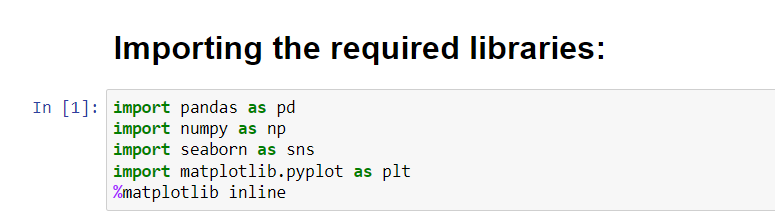 Importing the required libraries:
In [1]: import pandas as pd
import numpy as np
import seaborn as sns
import matplotlib.pyplot as plt
%matplotlib inline